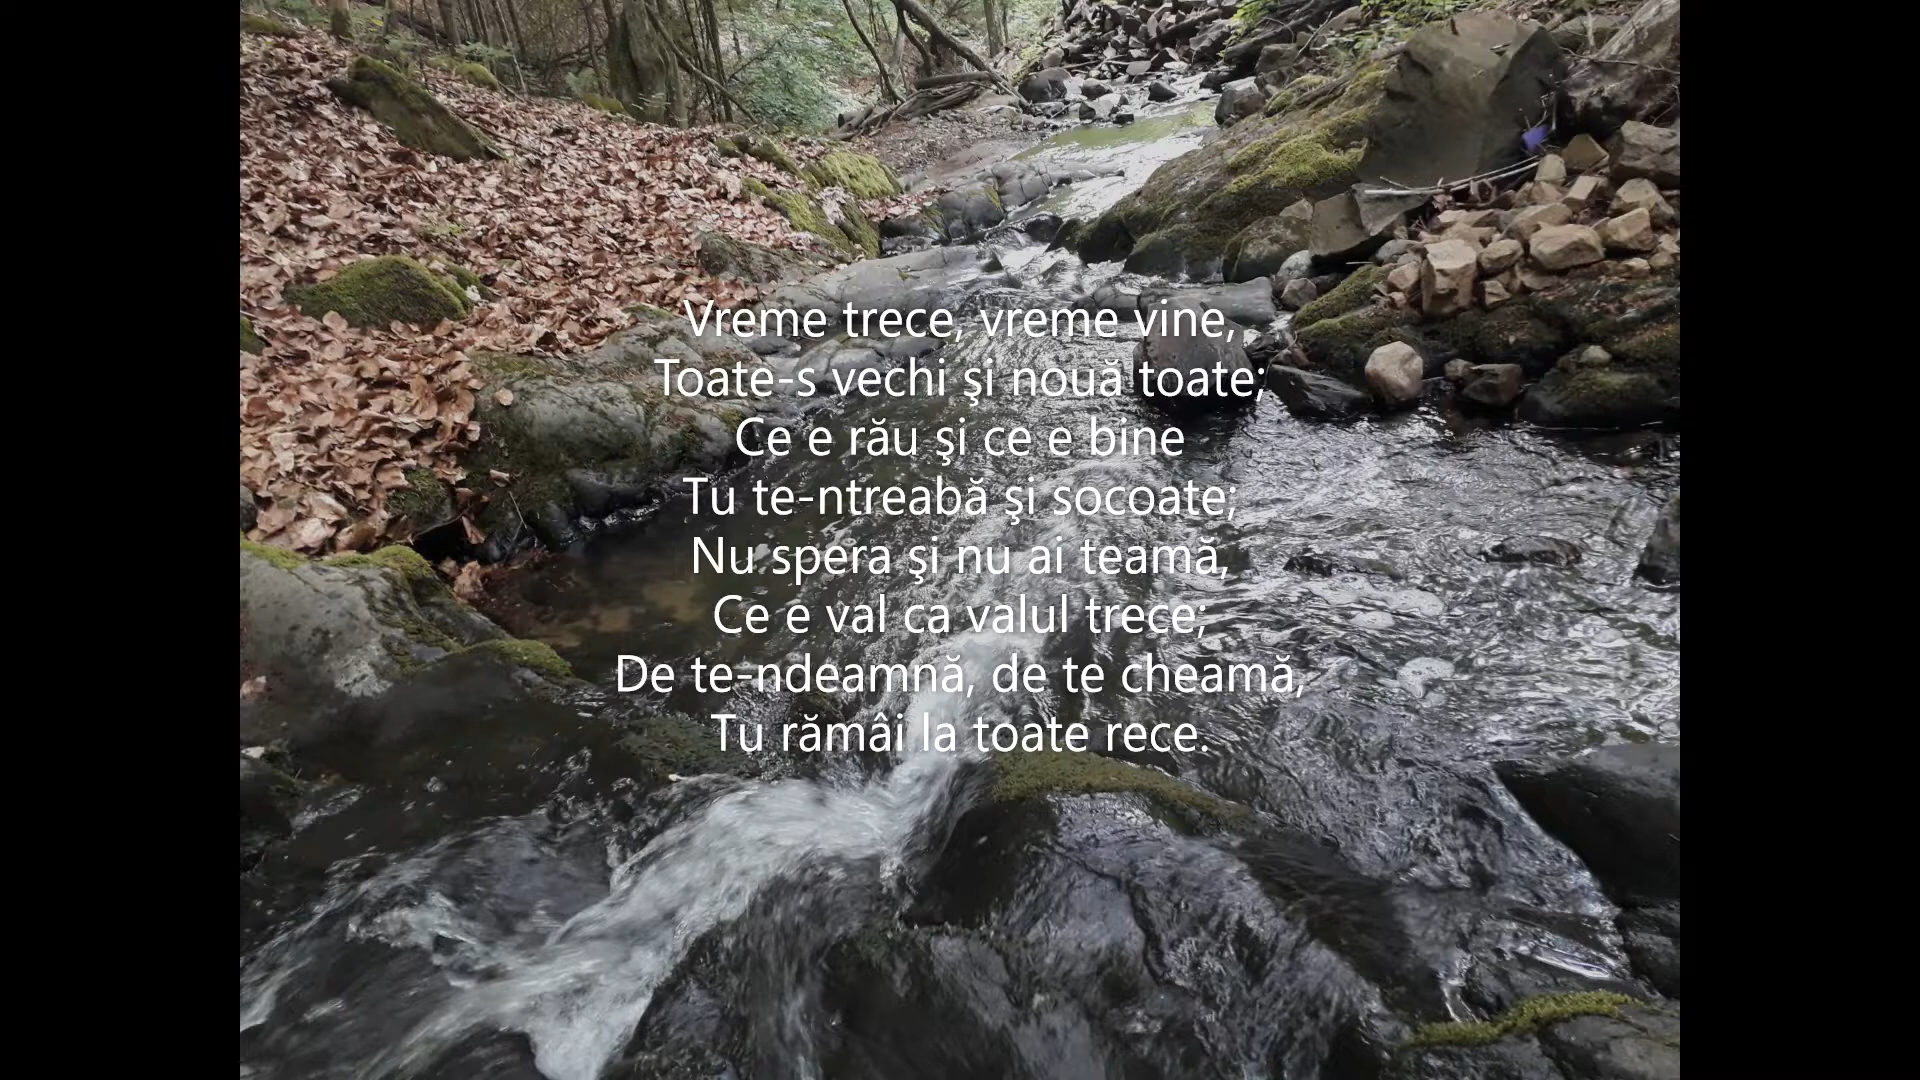 Vreme trece, vreme vine,
Toate-s vechi şi nouă toate;
Ce e rău şi ce e bine
Tu te-ntreabă şi socoate;
Nu spera şi nu ai teamă,
Ce e val ca valul trece;
De te-ndeamnă, de te cheamă,
Tu rămâi la toate rece.